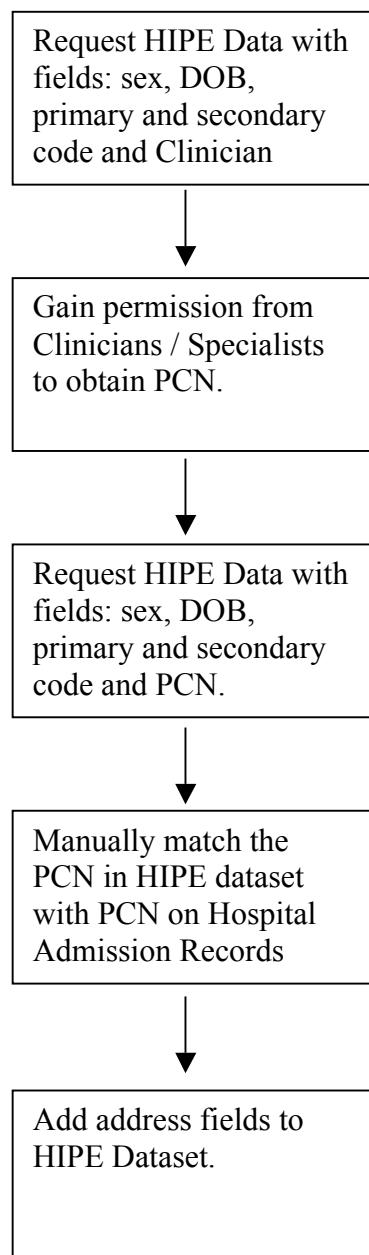 Request HIPE Data with
fields: sex, DOB,
primary and secondary
code and Clinician
Gain permission from
Clinicians / Specialists
to obtain PCN.
Request HIPE Data with
fields: sex, DOB,
primary and secondary
code and PCN.
Manually match the
PCN in HIPE dataset
with PCN on Hospital
Admission Records
Add address fields to
HIPE Dataset.